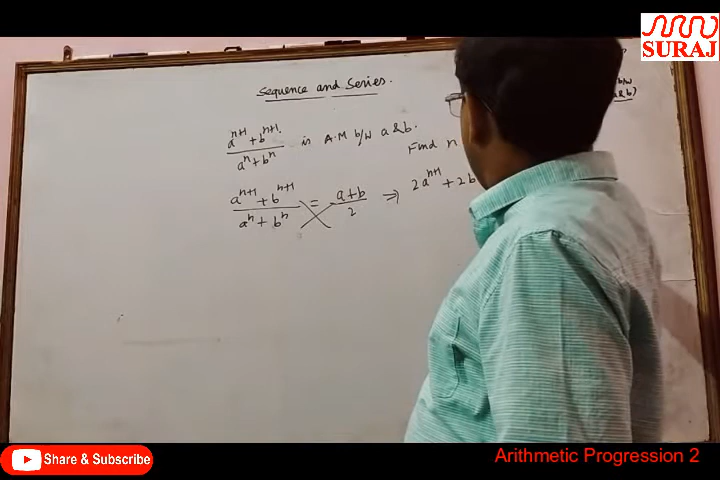 SURAJ
Sequence and Series.
b/w
a^{n+1} + b^{n+1} / a^n + b^n is A.M b/w a & b.
& b)
Find n
a^{n+1} + b^{n+1} / a^n + b^n = a+b / 2 ⇒ 2a^{n+1} + 2b
Share & Subscribe
Arithmetic Progression 2